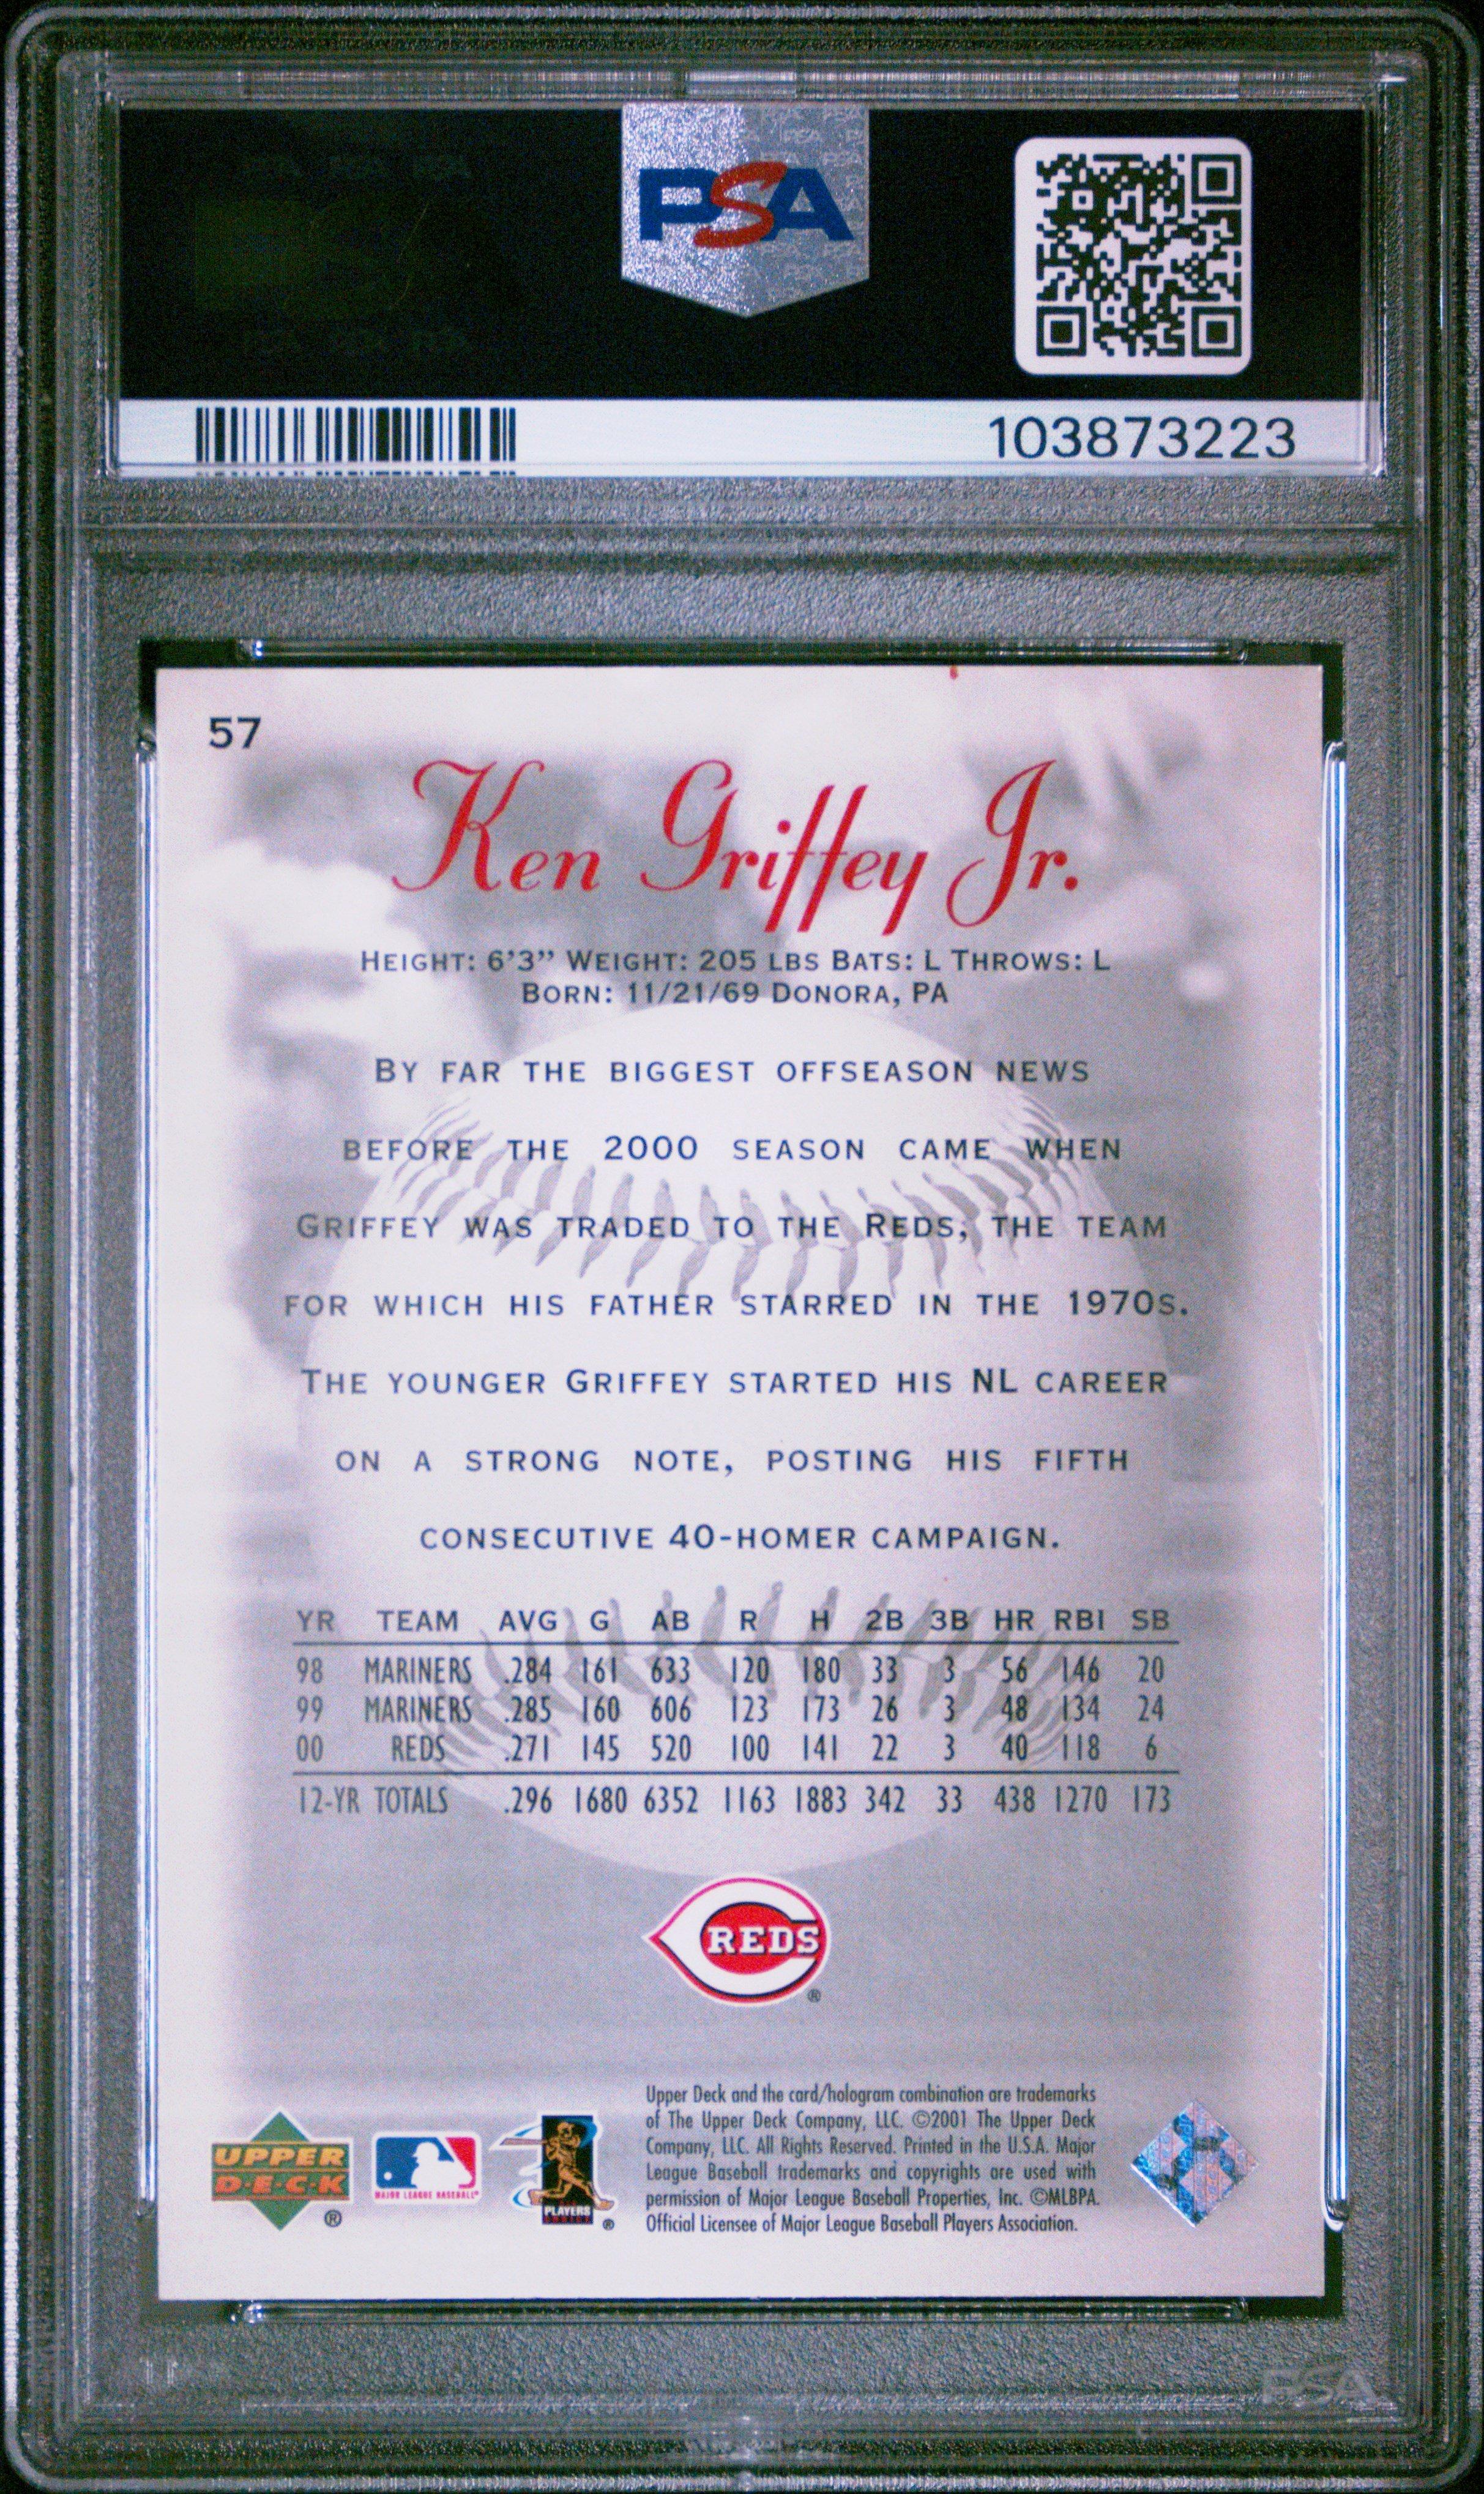 PSA
103873223
57
Ken Griffey Jr.
HEIGHT: 6'3” WEIGHT: 205 LBS BATS: L THROWS: L
BORN: 11/21/69 DONORA, PA
BY FAR THE BIGGEST OFFSEASON NEWS
BEFORE THE 2000 SEASON CAME WHEN
GRIFFEY WAS TRADED TO THE REDS, THE TEAM
FOR WHICH HIS FATHER STARRED IN THE 1970S.
THE YOUNGER GRIFFEY STARTED HIS NL CAREER
ON A STRONG NOTE, POSTING HIS FIFTH
CONSECUTIVE 40-HOMER CAMPAIGN.
YR TEAM AVG G AB R H 2B 3B HR RBI SB
98 MARINERS .284 161 633 120 180 33 3 56 146 20
99 MARINERS .285 160 606 123 173 26 3 48 134 24
00 REDS .271 145 520 100 141 22 3 40 118 6
12-YR TOTALS .296 1680 6352 1163 1883 342 33 438 1270 173
REDS
®
UPPER
D·E·C·K
®
MAJOR LEAGUE BASEBALL®
PLAYERS
CHOICE
®
Upper Deck and the card/hologram combination are trademarks
of The Upper Deck Company, LLC. ©2001 The Upper Deck
Company, LLC. All Rights Reserved. Printed in the U.S.A. Major
League Baseball trademarks and copyrights are used with
permission of Major League Baseball Properties, Inc. ©MLBPA.
Official Licensee of Major League Baseball Players Association.
PSA